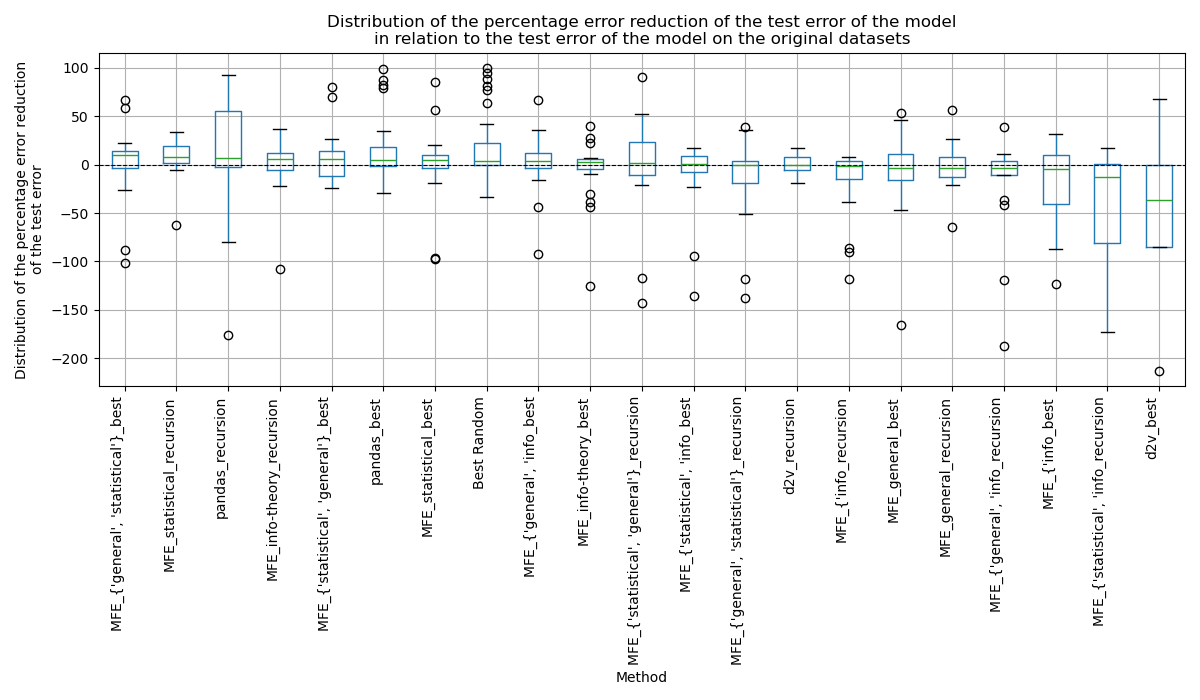 Distribution of the percentage error reduction of the test error of the model
in relation to the test error of the model on the original datasets
Distribution of the percentage error reduction
of the test error
100
50
0
−50
−100
−150
−200
MFE_{'general', 'statistical'}_best
MFE_statistical_recursion
pandas_recursion
MFE_info-theory_recursion
MFE_{'statistical', 'general'}_best
pandas_best
MFE_statistical_best
Best Random
MFE_{'general', 'info_best
MFE_info-theory_best
MFE_{'statistical', 'general'}_recursion
MFE_{'statistical', 'info_best
MFE_{'general', 'statistical'}_recursion
d2v_recursion
MFE_{'info_recursion
MFE_general_best
MFE_general_recursion
MFE_{'general', 'info_recursion
MFE_{'info_best
MFE_{'statistical', 'info_recursion
d2v_best
Method